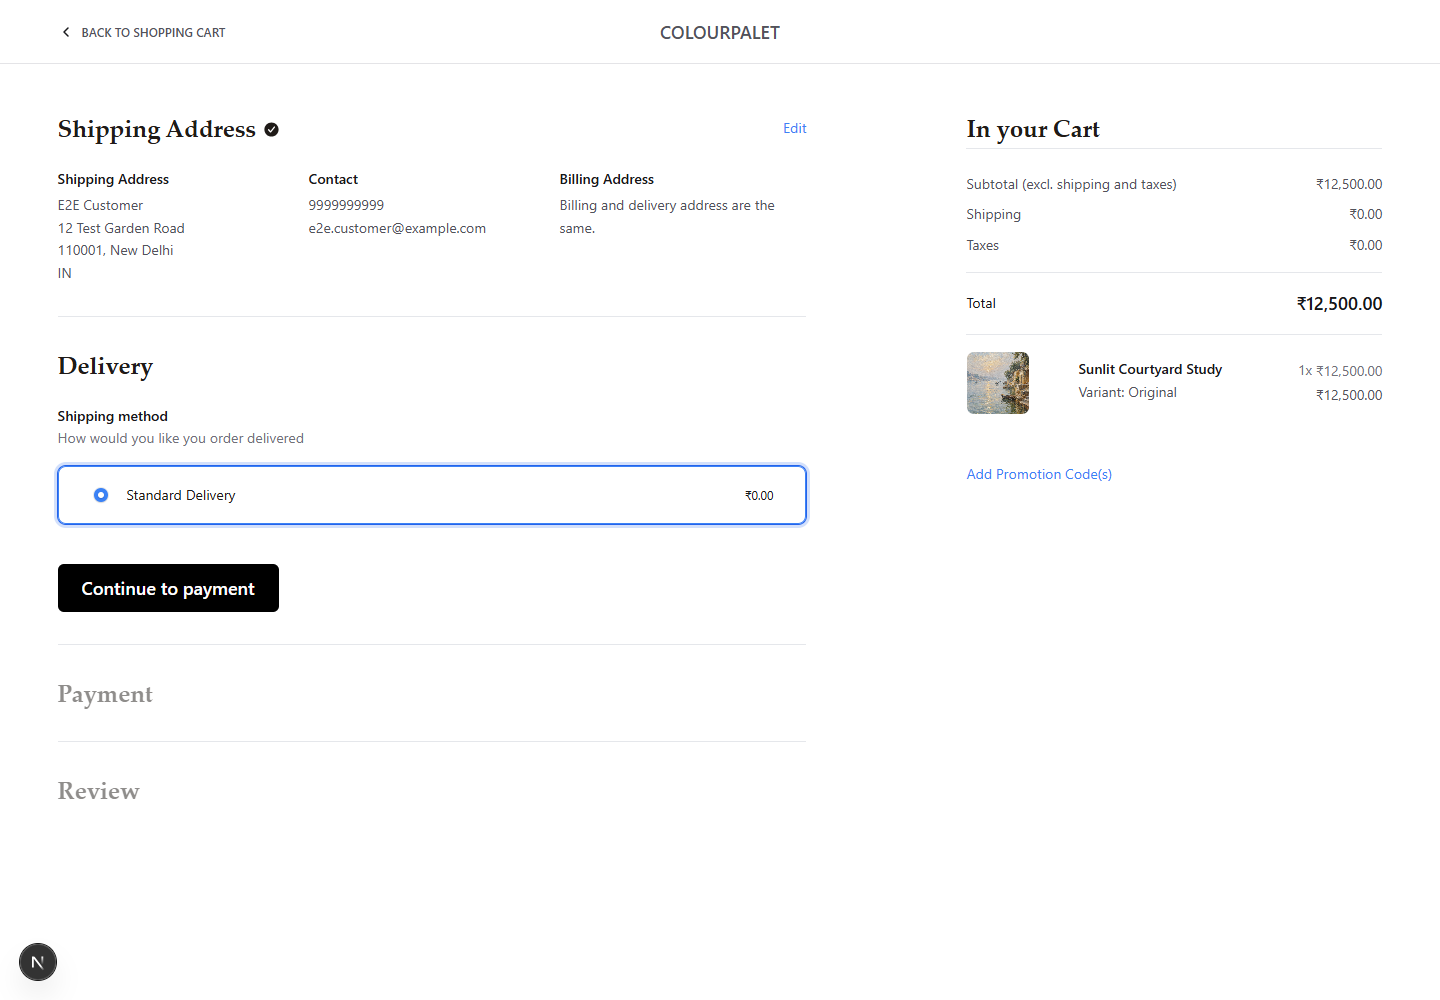 BACK TO SHOPPING CART
COLOURPALET
Shipping Address
Edit
Shipping Address
E2E Customer
12 Test Garden Road
110001, New Delhi
IN
Contact
9999999999
e2e.customer@example.com
Billing Address
Billing and delivery address are the
same.
Delivery
Shipping method
How would you like you order delivered
Standard Delivery ₹0.00
Continue to payment
Payment
Review
In your Cart
Subtotal (excl. shipping and taxes) ₹12,500.00
Shipping ₹0.00
Taxes ₹0.00
Total ₹12,500.00
Sunlit Courtyard Study 1x ₹12,500.00
Variant: Original ₹12,500.00
Add Promotion Code(s)
N